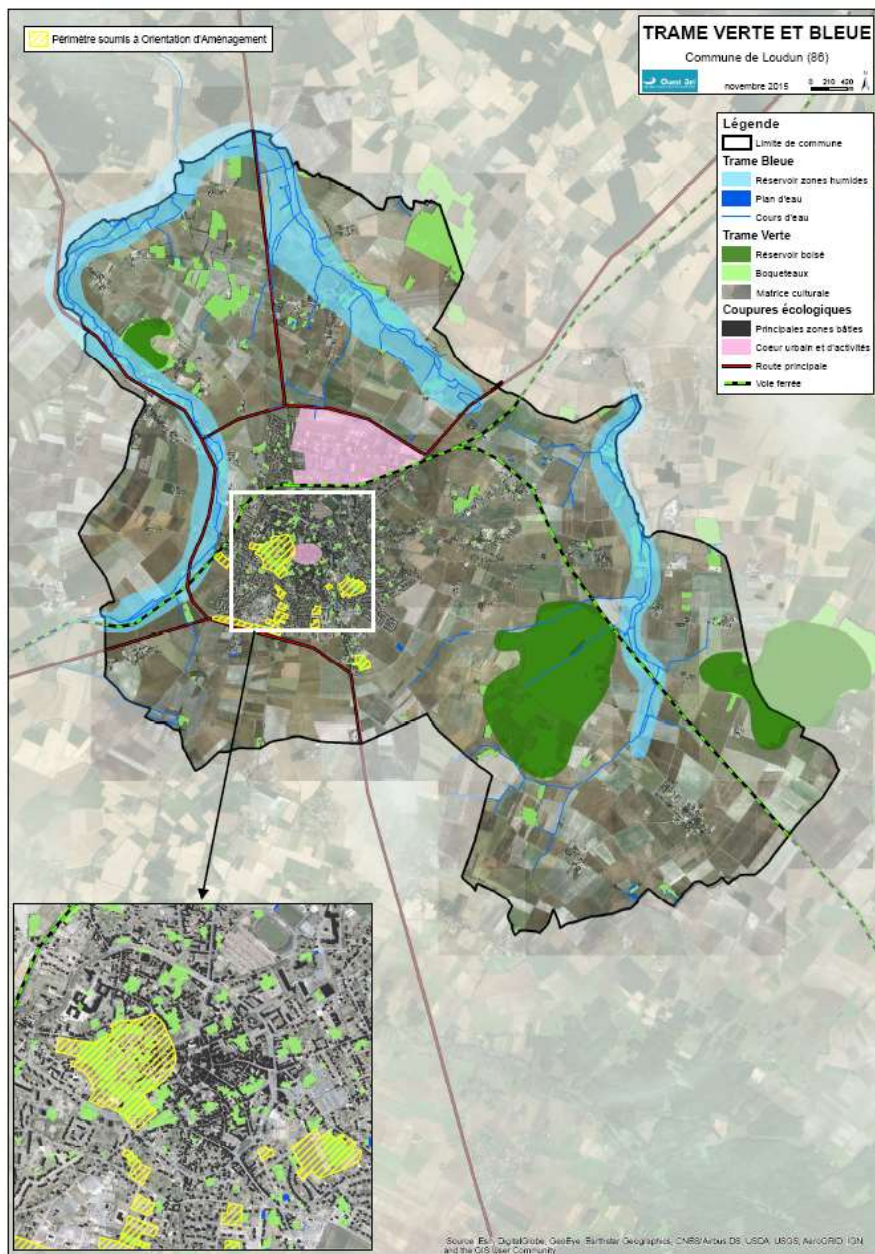 Périmètre soumis à Orientation d'Aménagement
TRAME VERTE ET BLEUE
Commune de Loudun (86)
novembre 2015
0 210 420
N
Légende
Limite de commune
Trame Bleue
Réservoir zones humides
Plan d'eau
Cours d'eau
Trame Verte
Réservoir boisé
Boqueteaux
Matrice culturale
Coupures écologiques
Principales zones bâties
Coeur urbain et d'activités
Route principale
Voie ferrée
Source: Esri, DigitalGlobe, GeoEye, Earthstar Geographics, CNES/Airbus DS, USDA, USGS, AeroGRID, IGN,
and the GIS User Community